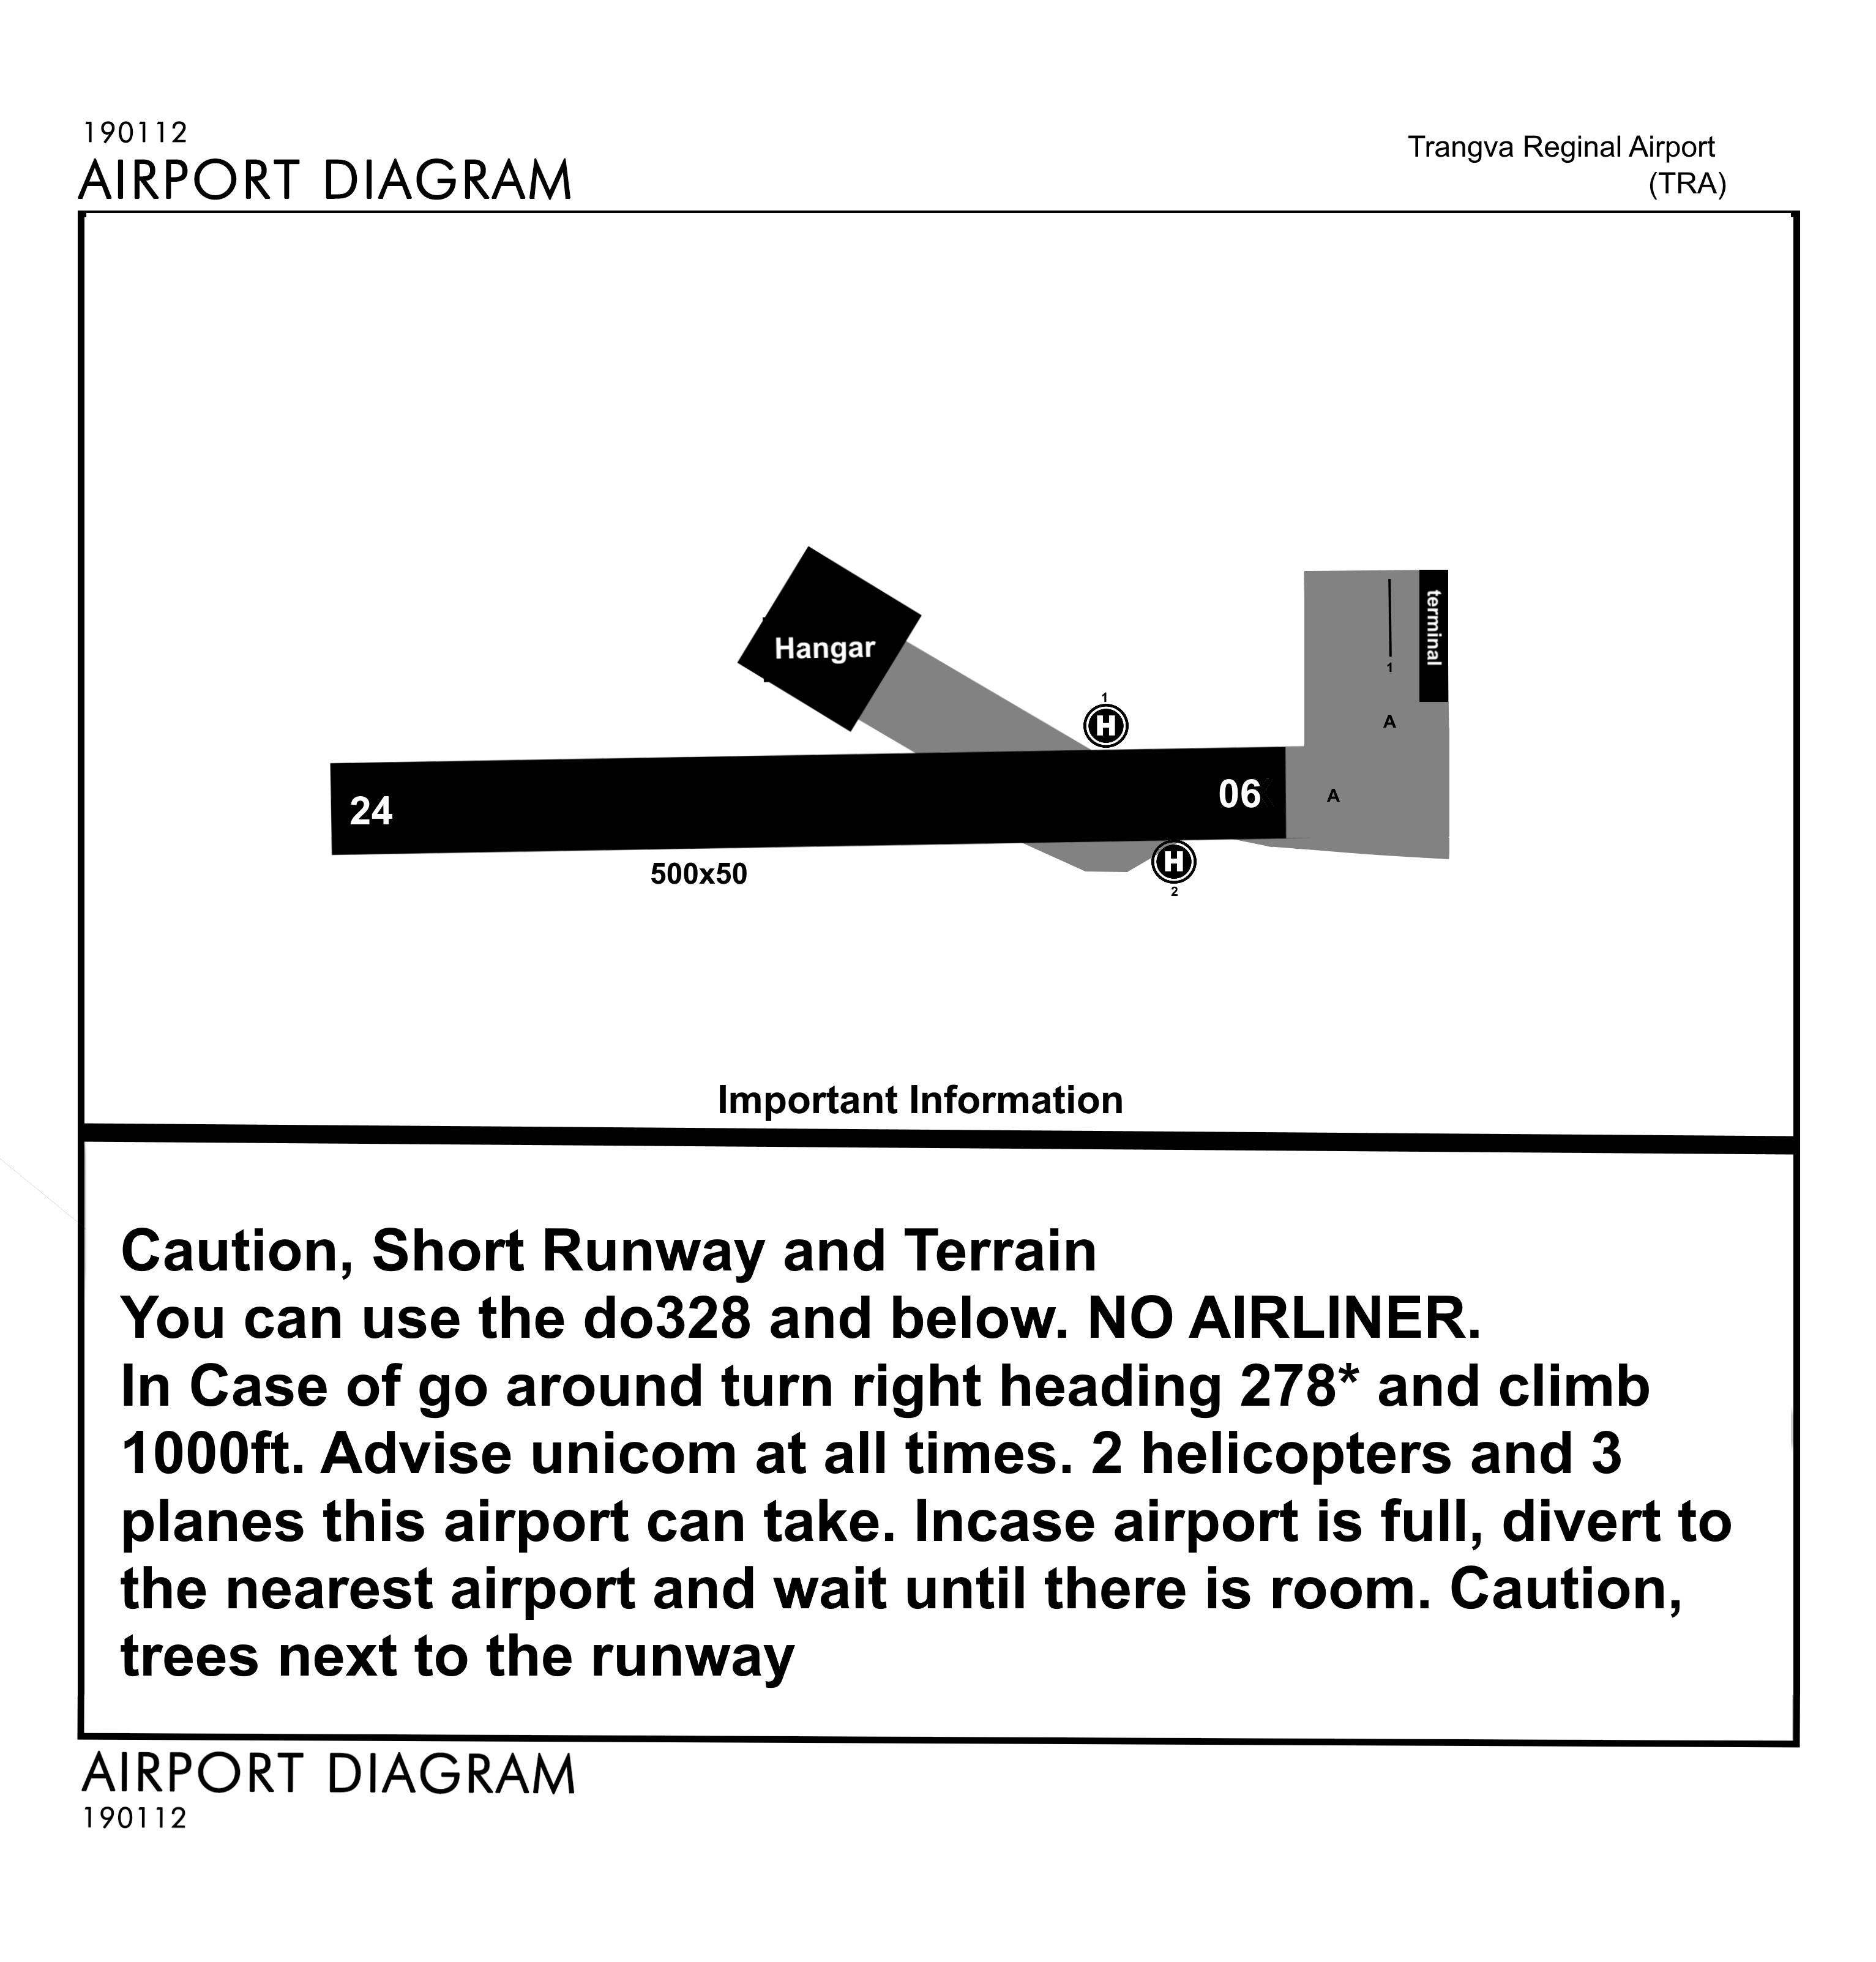 190112
AIRPORT DIAGRAM
Trangva Reginal Airport
(TRA)
Hangar
terminal
1
A
1
H
24
06
A
500x50
H
2
Important Information
Caution, Short Runway and Terrain
You can use the do328 and below. NO AIRLINER.
In Case of go around turn right heading 278* and climb
1000ft. Advise unicom at all times. 2 helicopters and 3
planes this airport can take. Incase airport is full, divert to
the nearest airport and wait until there is room. Caution,
trees next to the runway
AIRPORT DIAGRAM
190112